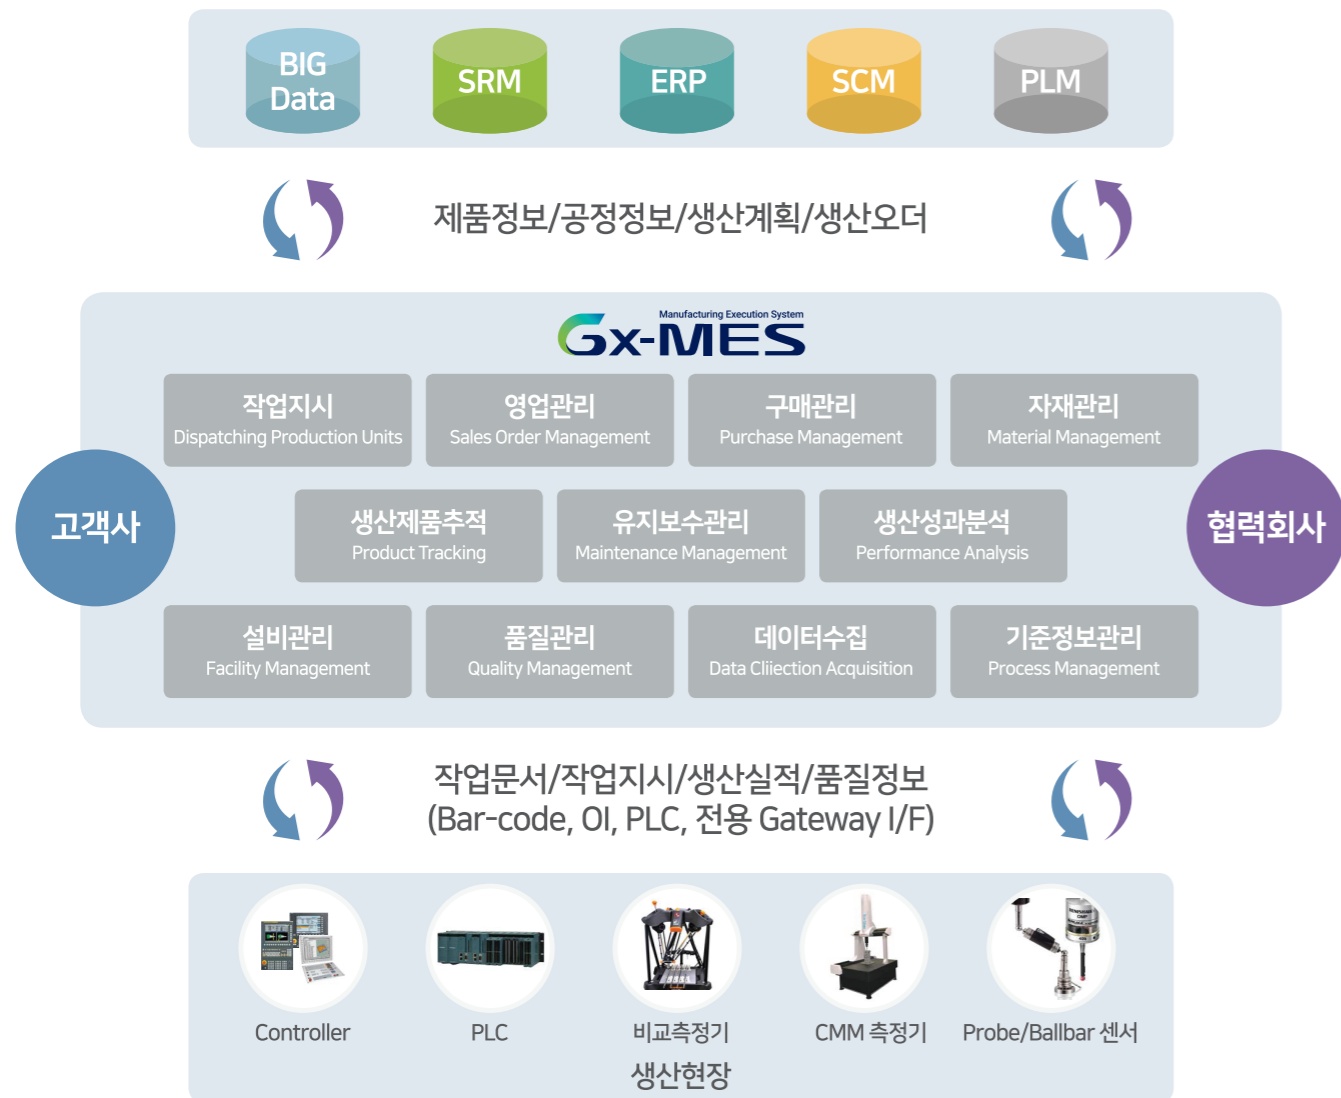 BIG
Data
SRM
ERP
SCM
PLM
제품정보/공정정보/생산계획/생산오더
Manufacturing Execution System
Gx-MES
작업지시
Dispatching Production Units
영업관리
Sales Order Management
구매관리
Purchase Management
자재관리
Material Management
고객사
생산제품추적
Product Tracking
유지보수관리
Maintenance Management
생산성과분석
Performance Analysis
협력회사
설비관리
Facility Management
품질관리
Quality Management
데이터수집
Data Cliiection Acquisition
기준정보관리
Process Management
작업문서/작업지시/생산실적/품질정보
(Bar-code, OI, PLC, 전용 Gateway I/F)
Controller
PLC
비교측정기
CMM 측정기
Probe/Ballbar 센서
생산현장